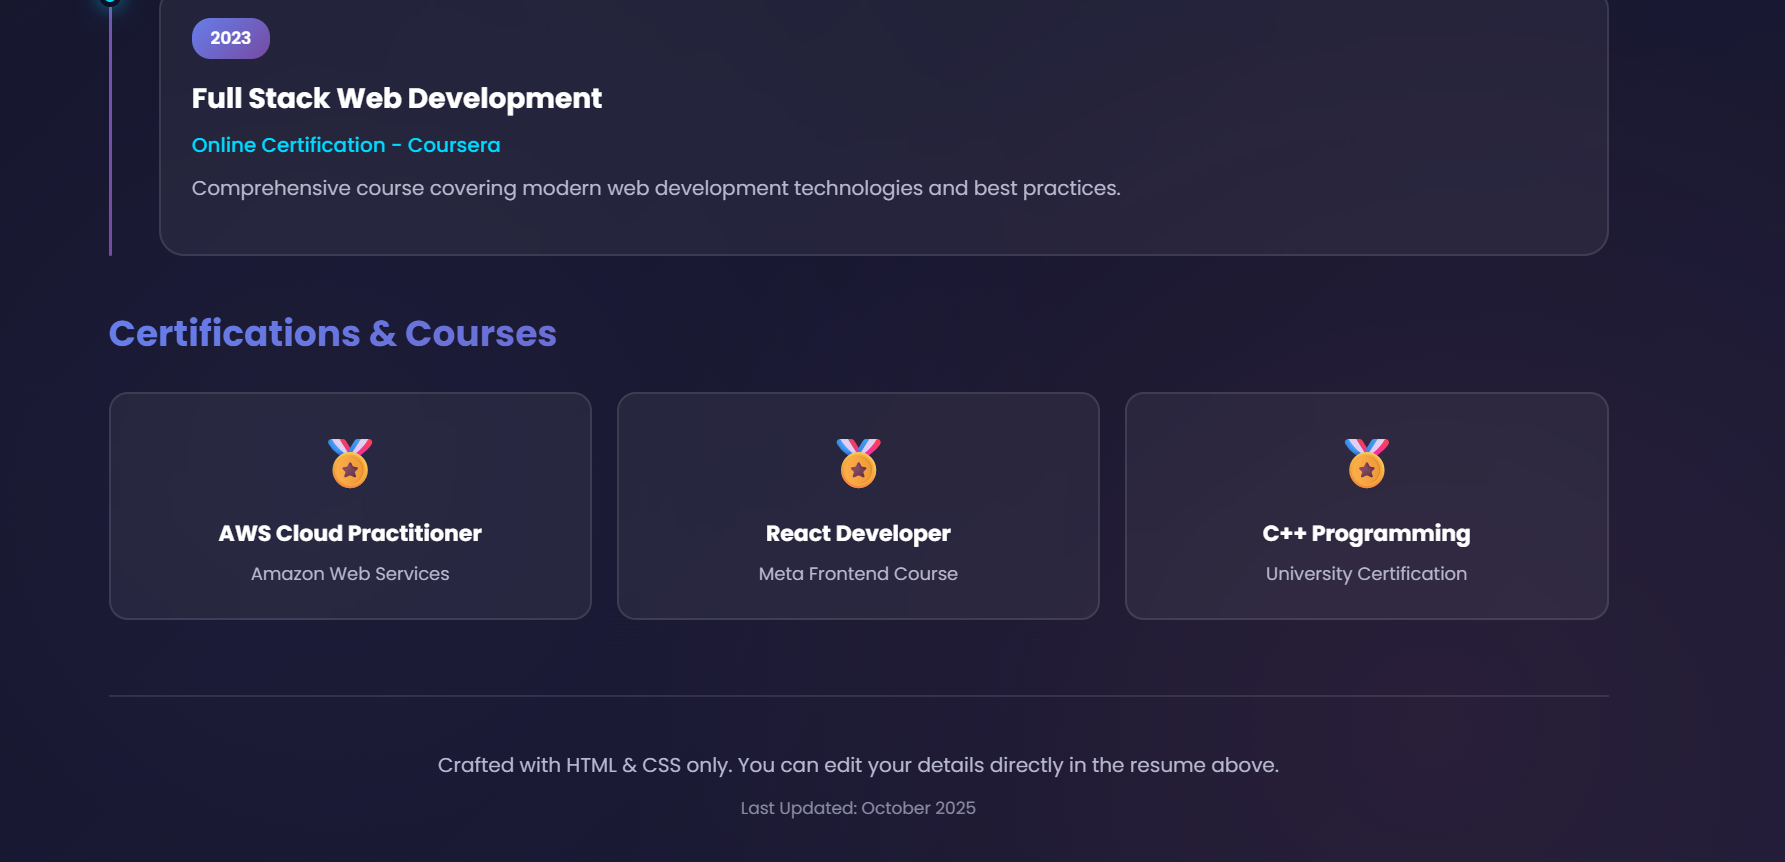 2023
Full Stack Web Development
Online Certification - Coursera
Comprehensive course covering modern web development technologies and best practices.
Certifications & Courses
AWS Cloud Practitioner
Amazon Web Services
React Developer
Meta Frontend Course
C++ Programming
University Certification
Crafted with HTML & CSS only. You can edit your details directly in the resume above.
Last Updated: October 2025